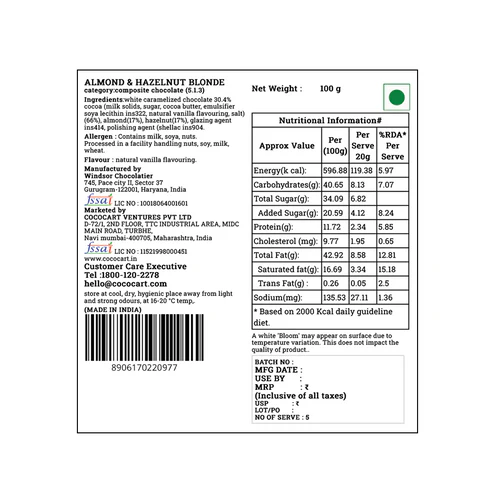 ALMOND & HAZELNUT BLONDE
category:composite chocolate (5.1.3)
Ingredients:white caramelized chocolate 30.4%
cocoa (milk solids, sugar, cocoa butter, emulsifier
soya lecithin ins322, natural vanilla flavouring, salt)
(66%), almond(17%), hazelnut(17%), glazing agent
ins414, polishing agent (shellac ins904.
Allergen : Contains milk, soya, nuts.
Processed in a facility handling nuts, soy, milk,
wheat.
Flavour : natural vanilla flavouring.
Manufactured by
Windsor Chocolatier
745, Pace city II, Sector 37
Gurugram-122001, Haryana, India
fssai LIC NO : 10018064001601
Marketed by
COCOCART VENTURES PVT LTD
D-72/1, 2ND FLOOR, TTC INDUSTRIAL AREA, MIDC
MAIN ROAD, TURBHE,
Navi mumbai-400705, Maharashtra, India
fssai LIC NO : 11521998000451
www.cococart.in
Customer Care Executive
Tel :1800-120-2278
hello@cococart.com
store at cool, dry, hygienic place away from light
and strong odours, at 16-20 °C temp,.
(MADE IN INDIA)
8906170220977
Net Weight : 100 g
Nutritional Information#
Approx Value Per (100g) Per Serve 20g %RDA* Per Serve
Energy(k cal): 596.88 119.38 5.97
Carbohydrates(g): 40.65 8.13 7.07
Total Sugar(g): 34.09 6.82
Added Sugar(g): 20.59 4.12 8.24
Protein(g): 11.72 2.34 5.85
Cholesterol (mg): 9.77 1.95 0.65
Total Fat(g): 42.92 8.58 12.81
Saturated fat(g): 16.69 3.34 15.18
Trans Fat(g) : 0.26 0.05 2.5
Sodium(mg): 135.53 27.11 1.36
* Based on 2000 Kcal daily guideline
diet.
A white 'Bloom' may appear on surface due to
temperature variation. This does not impact the
quality of product..
BATCH NO :
MFG DATE :
USE BY :
MRP : ₹
(Inclusive of all taxes)
USP : ₹
LOT/PO :
NO OF SERVE : 5